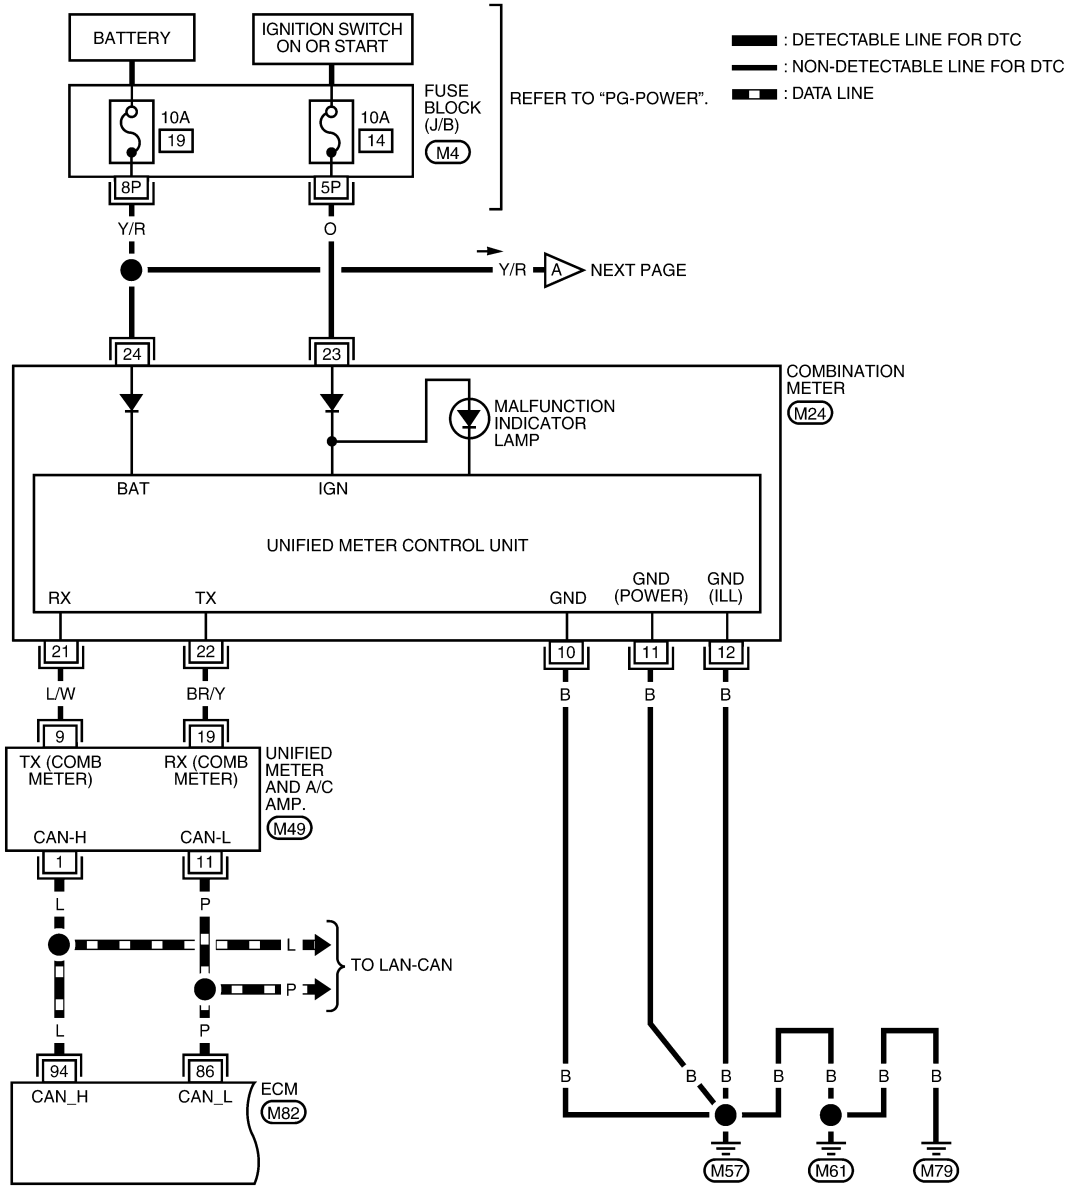 BATTERY
IGNITION SWITCH
ON OR START
: DETECTABLE LINE FOR DTC
: NON-DETECTABLE LINE FOR DTC
: DATA LINE
10A
19
10A
14
FUSE
BLOCK
(J/B)
M4
REFER TO “PG-POWER”.
8P
5P
Y/R
O
Y/R
A
NEXT PAGE
24
23
COMBINATION
METER
M24
MALFUNCTION
INDICATOR
LAMP
BAT
IGN
UNIFIED METER CONTROL UNIT
RX
TX
GND
GND
(POWER)
GND
(ILL)
21
22
10
11
12
L/W
BR/Y
B
B
B
9
19
TX (COMB
METER)
RX (COMB
METER)
UNIFIED
METER
AND A/C
AMP.
M49
CAN-H
CAN-L
1
11
L
P
L
P
TO LAN-CAN
L
P
94
86
CAN_H
CAN_L
ECM
M82
B
B
B
B
B
B
B
M57
M61
M79